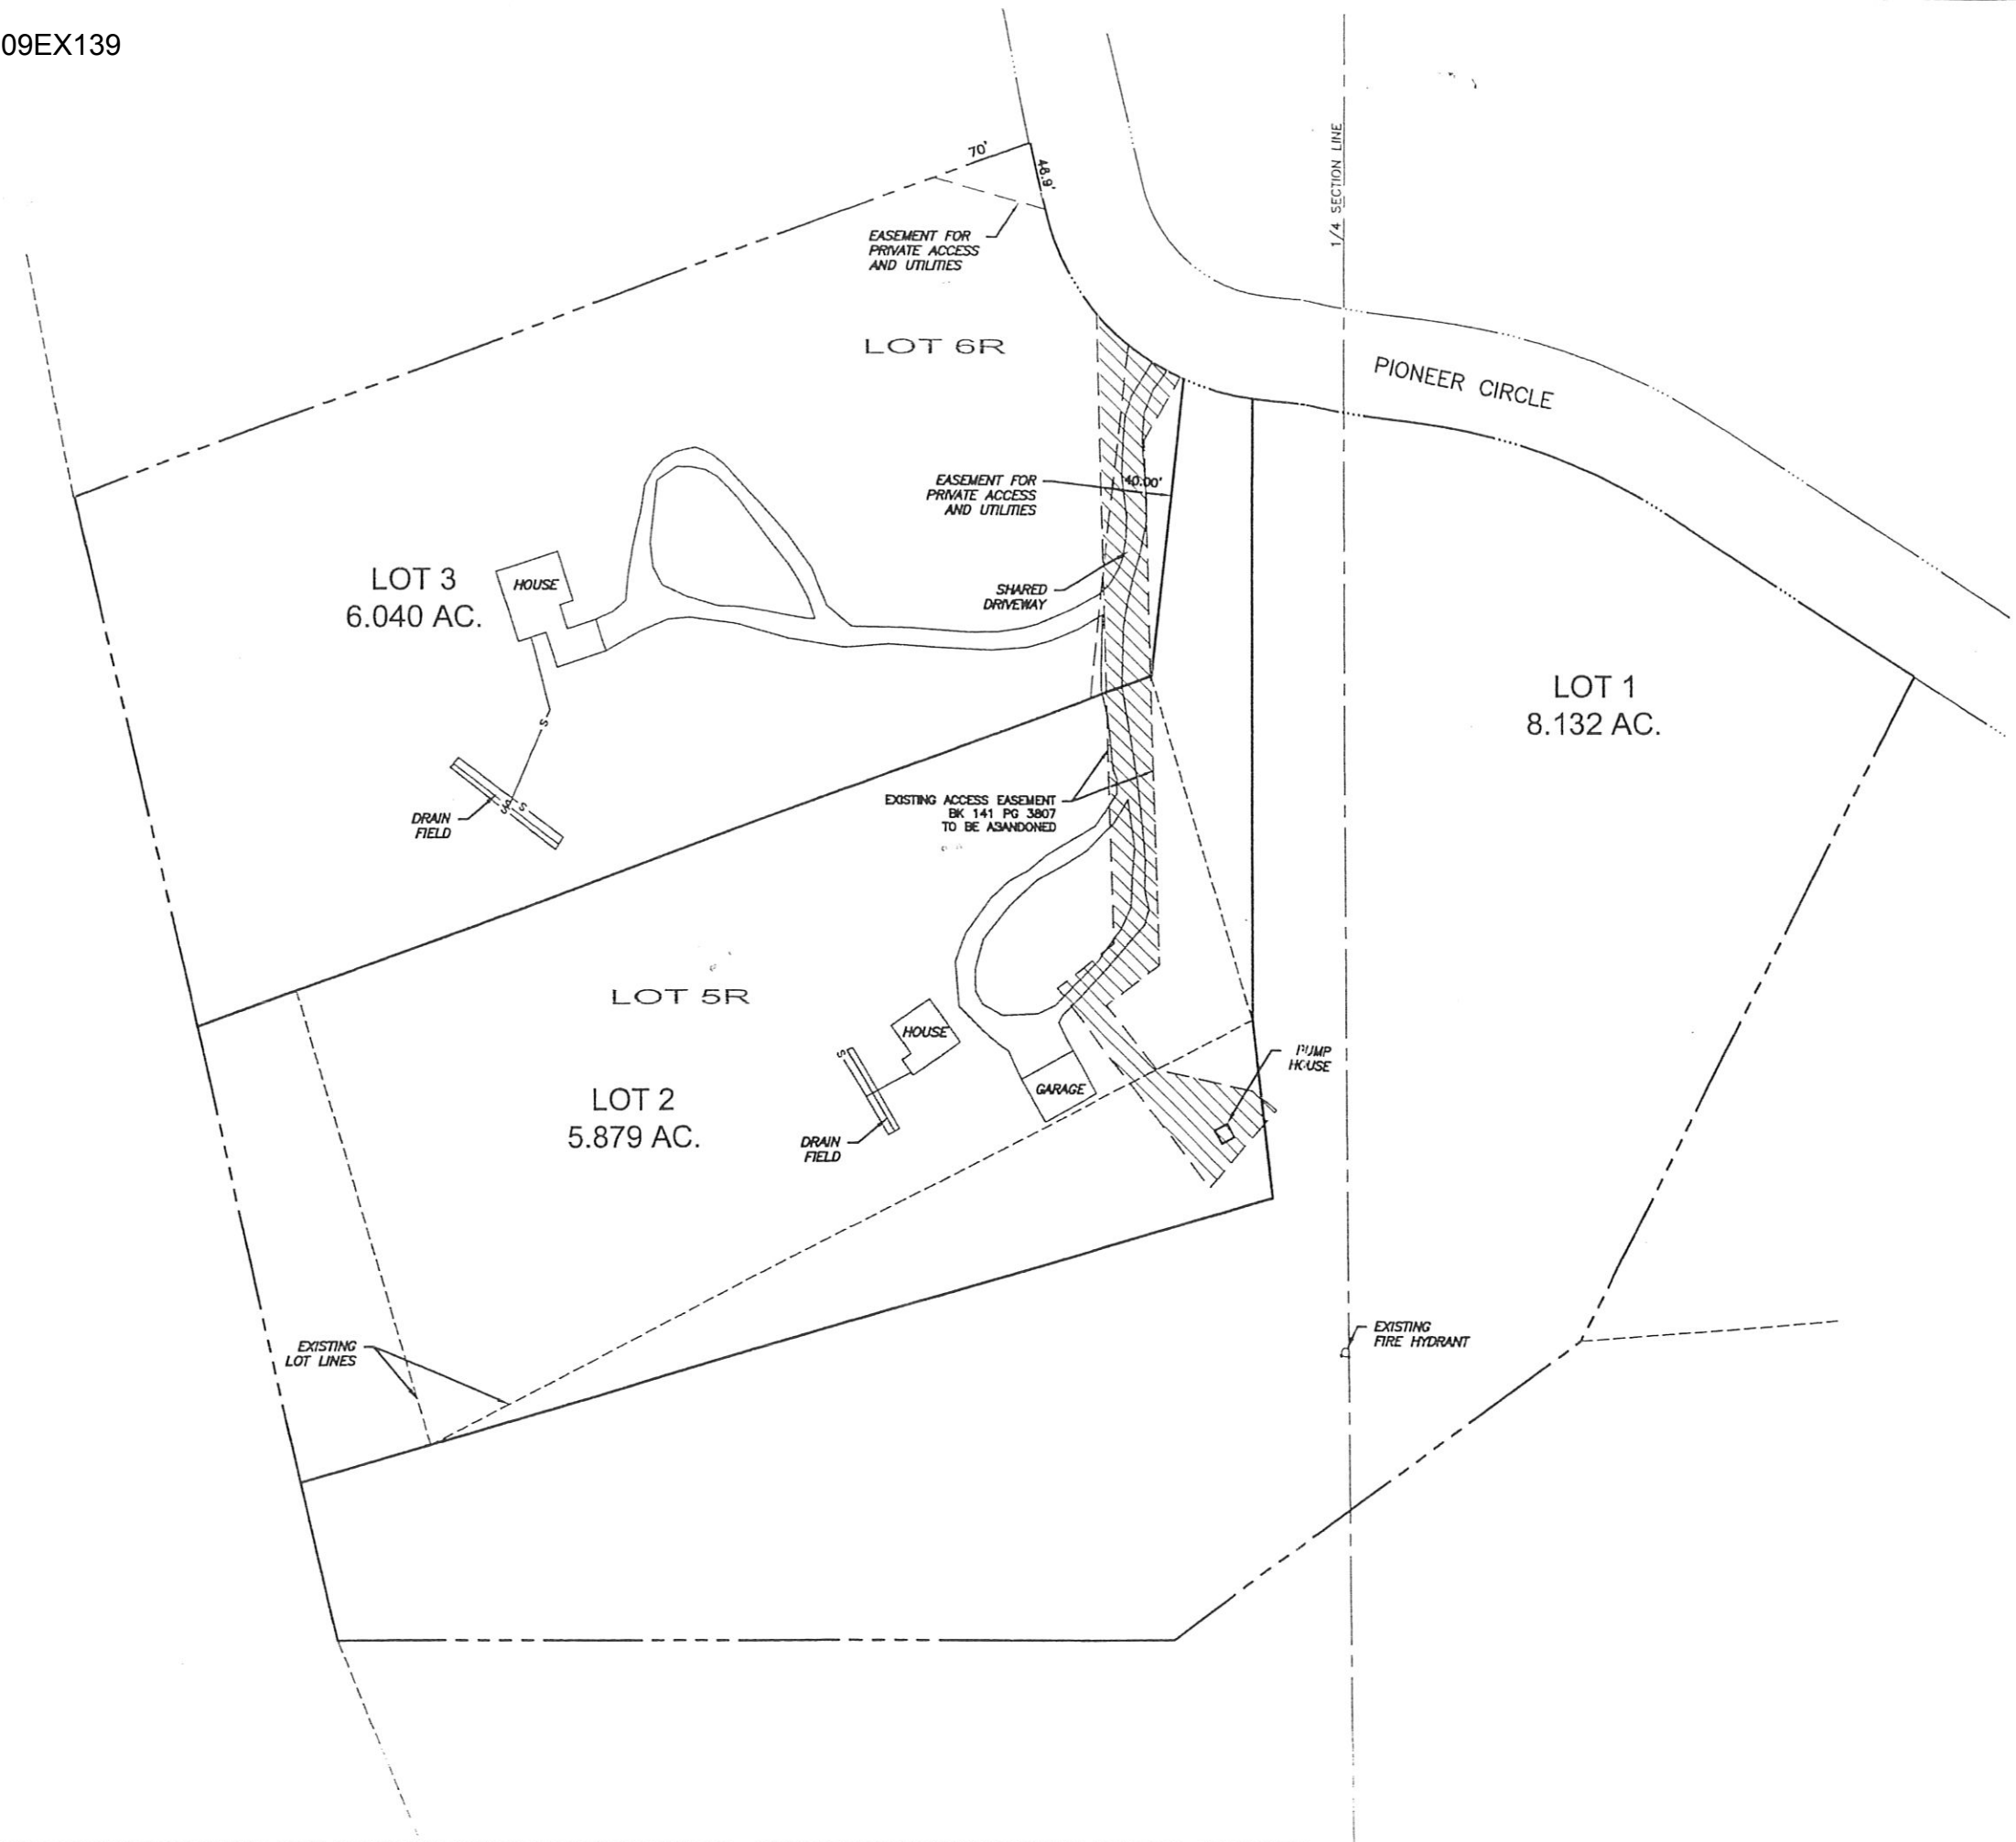 09EX139
70'
48.9'
1/4 SECTION LINE
EASEMENT FOR
PRIVATE ACCESS
AND UTILITIES
LOT 6R
PIONEER CIRCLE
EASEMENT FOR
PRIVATE ACCESS
AND UTILITIES
40.00'
LOT 3
6.040 AC.
HOUSE
SHARED
DRIVEWAY
LOT 1
8.132 AC.
S
DRAIN
FIELD
S
S
S
EXISTING ACCESS EASEMENT
BK 141 PG 3807
TO BE ABANDONED
LOT 5R
HOUSE
S
PUMP
HOUSE
GARAGE
LOT 2
5.879 AC.
DRAIN
FIELD
EXISTING
LOT LINES
EXISTING
FIRE HYDRANT